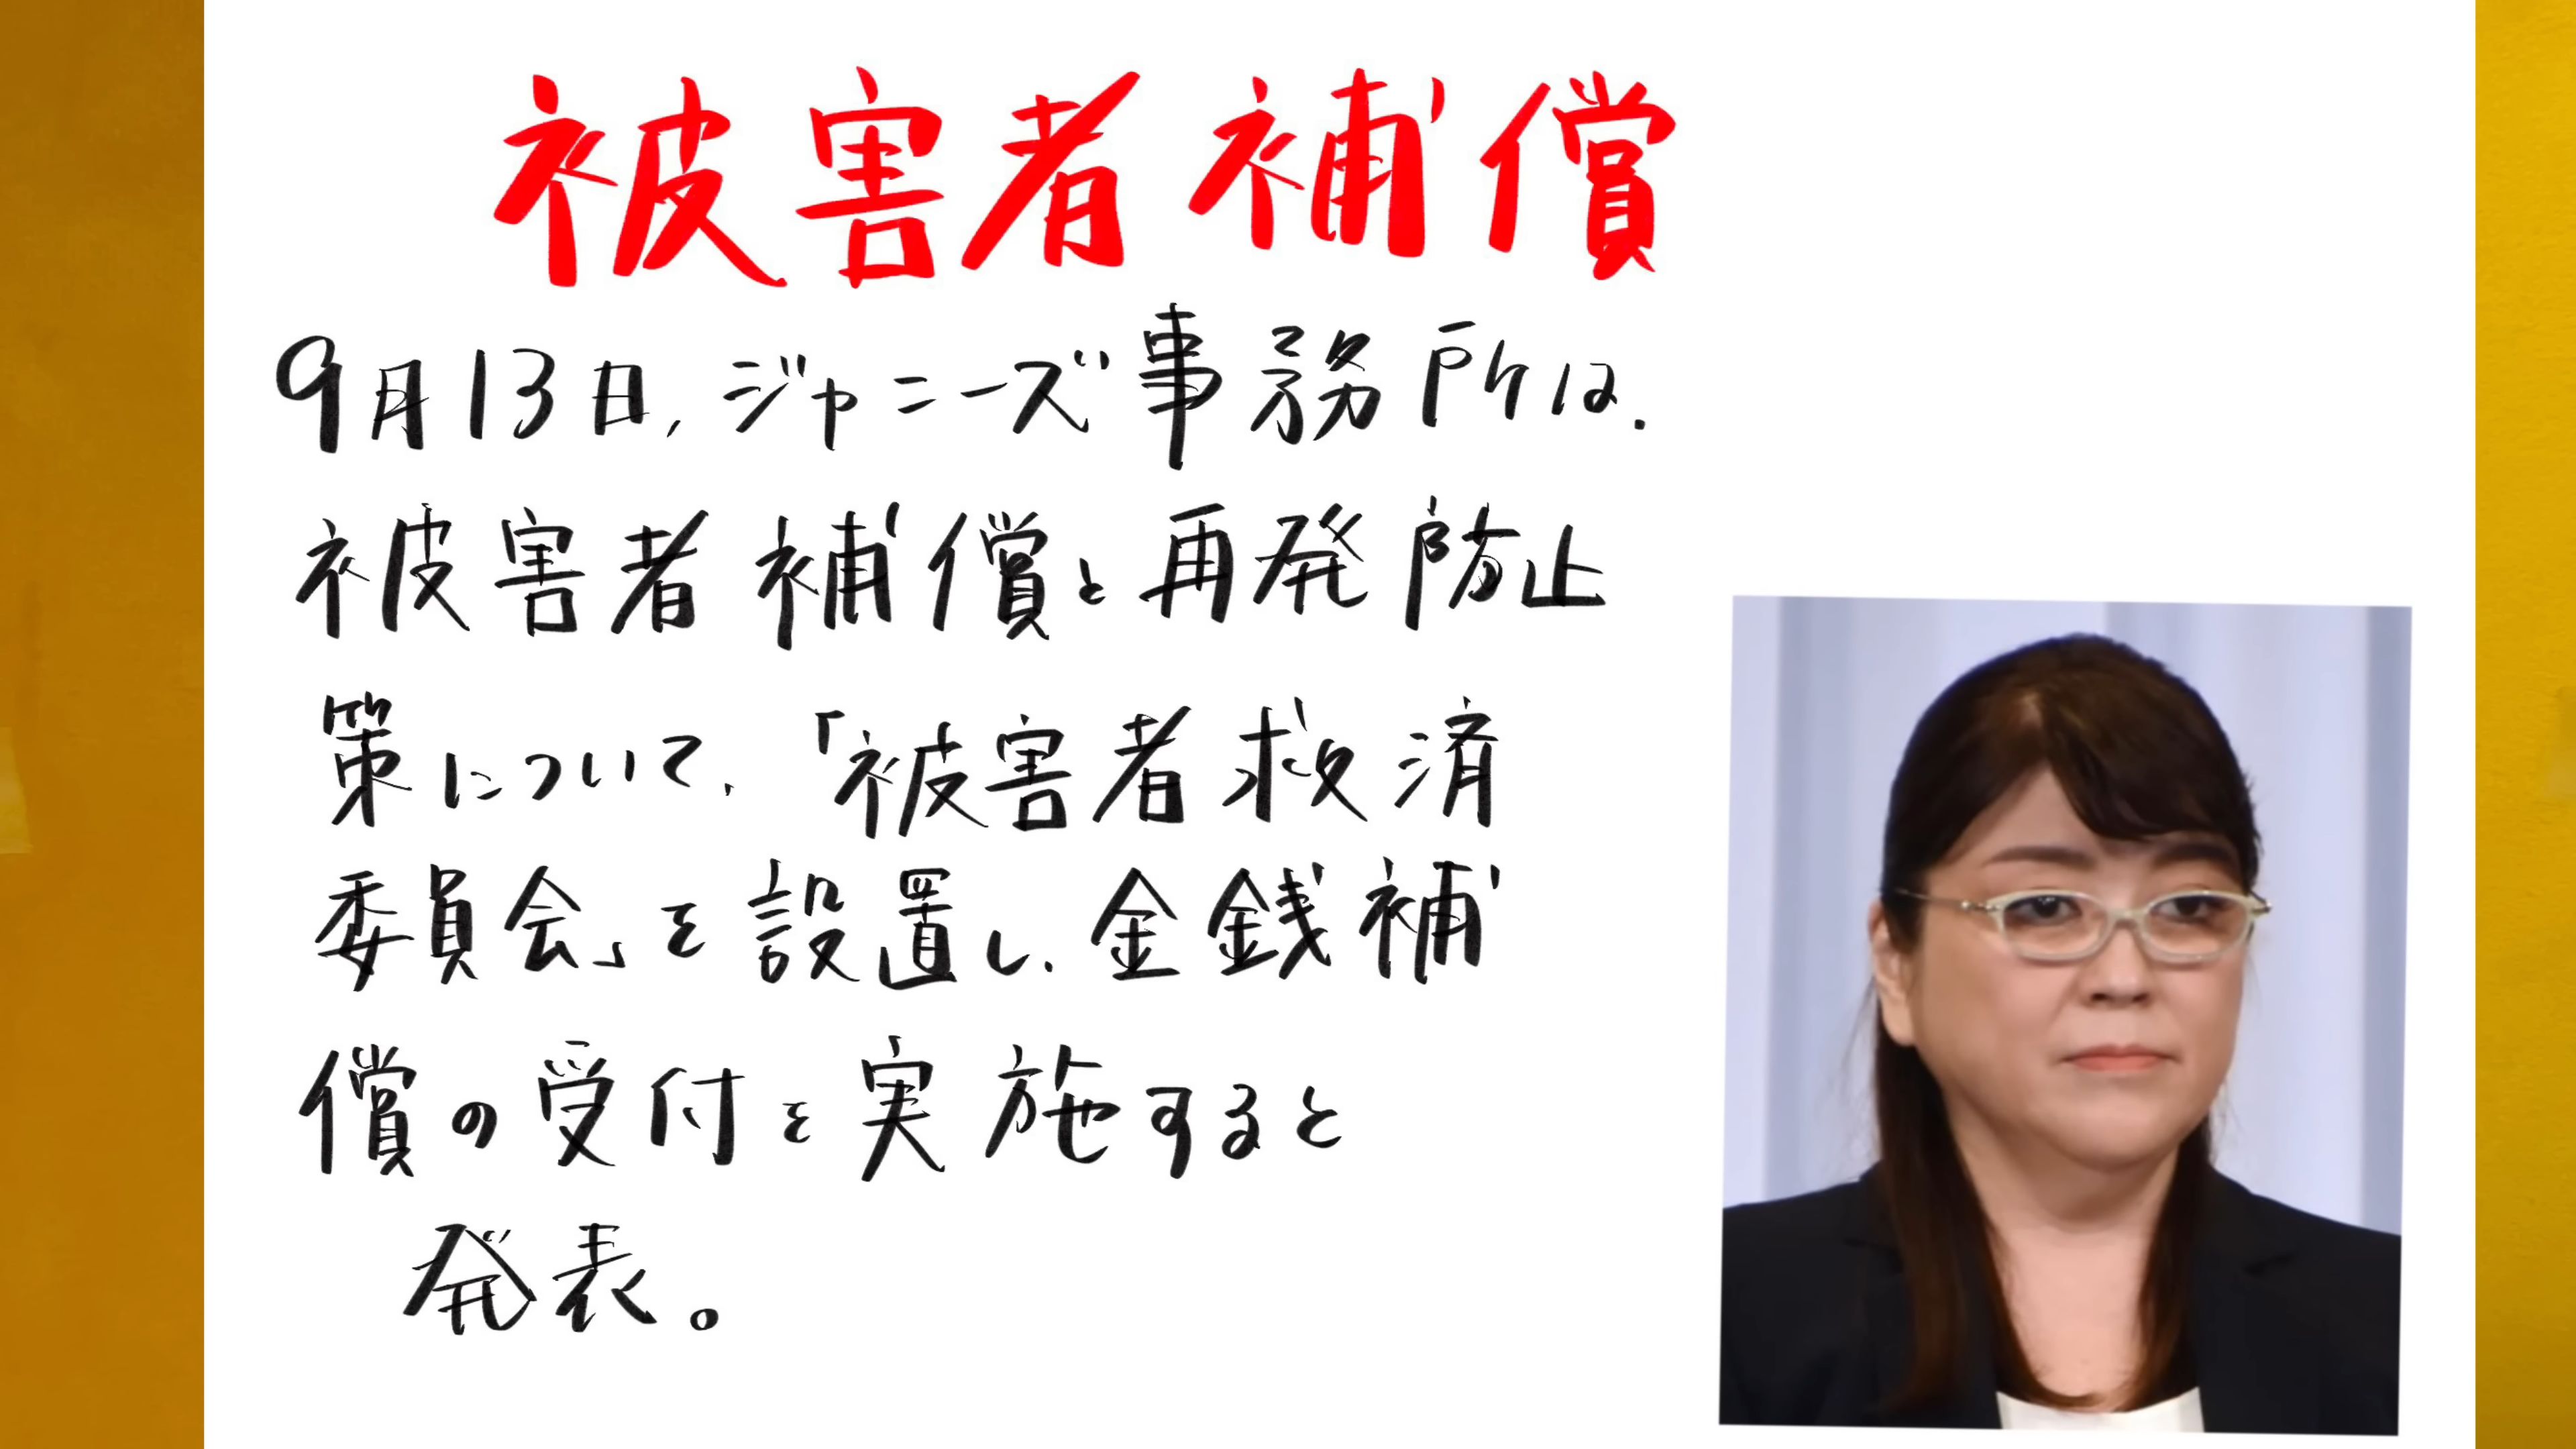 被害者補償
9月13日,ジャニーズ事務所は、
被害者補償と再発防止
策について、「被害者救済
委員会」を設置し、金銭補
償の受付を実施すると
発表。